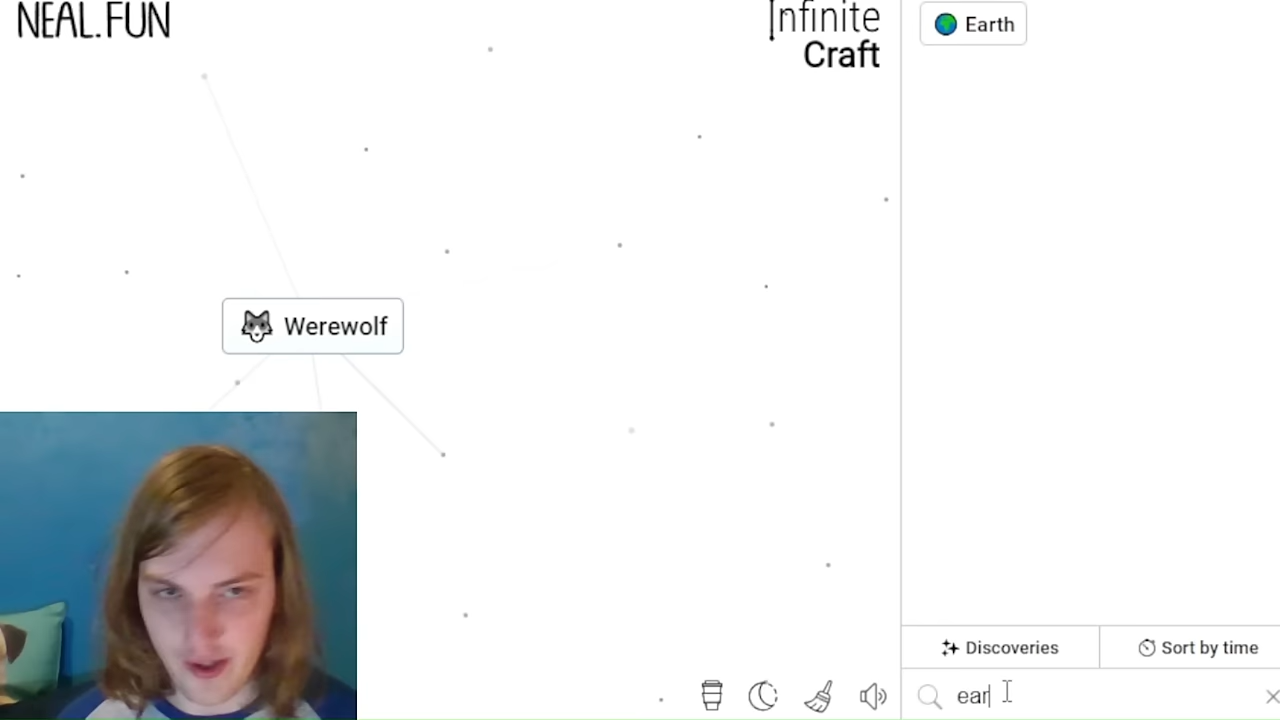 NEAL.FUN
Infinite
Craft
Earth
Werewolf
Discoveries
Sort by time
ear